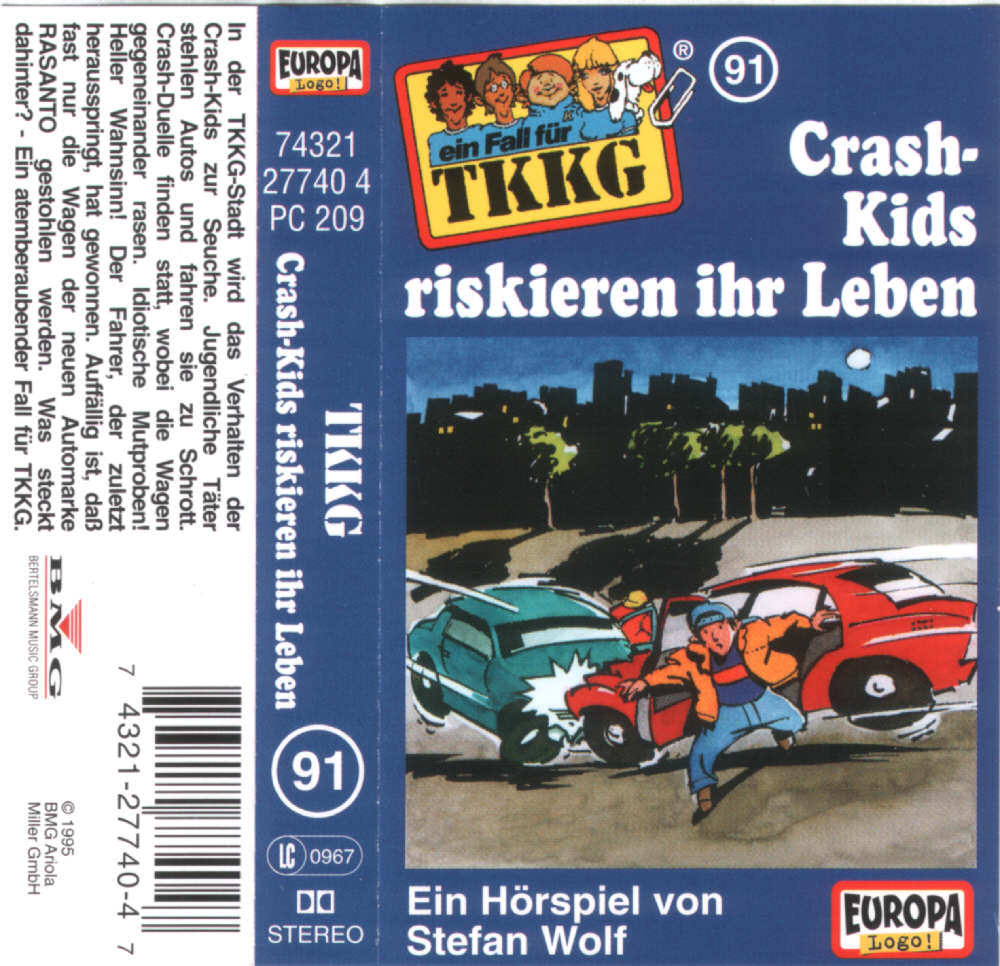 In der TKKG-Stadt wird das Verhalten der
Crash-Kids zur Seuche. Jugendliche Täter
stehlen Autos und fahren sie zu Schrott.
Crash-Duelle finden statt, wobei die Wagen
gegeneinander rasen. Idiotische Mutproben!
Heller Wahnsinn! Der Fahrer, der zuletzt
herausspringt, hat gewonnen. Auffällig ist, daß
fast nur die Wagen der neuen Automarke
RASANTO gestohlen werden. Was steckt
dahinter? - Ein atemberaubender Fall für TKKG.
BMG
BERTELSMANN MUSIC GROUP
7 4321-27740-4 7
© 1995
BMG Ariola
Miller GmbH
EUROPA
Logo!
74321
27740 4
PC 209
TKKG
Crash-Kids riskieren ihr Leben
91
LC 0967
STEREO
ein Fall für
TKKG
®
91
Crash-
Kids
riskieren ihr Leben
Ein Hörspiel von
Stefan Wolf
EUROPA
Logo!